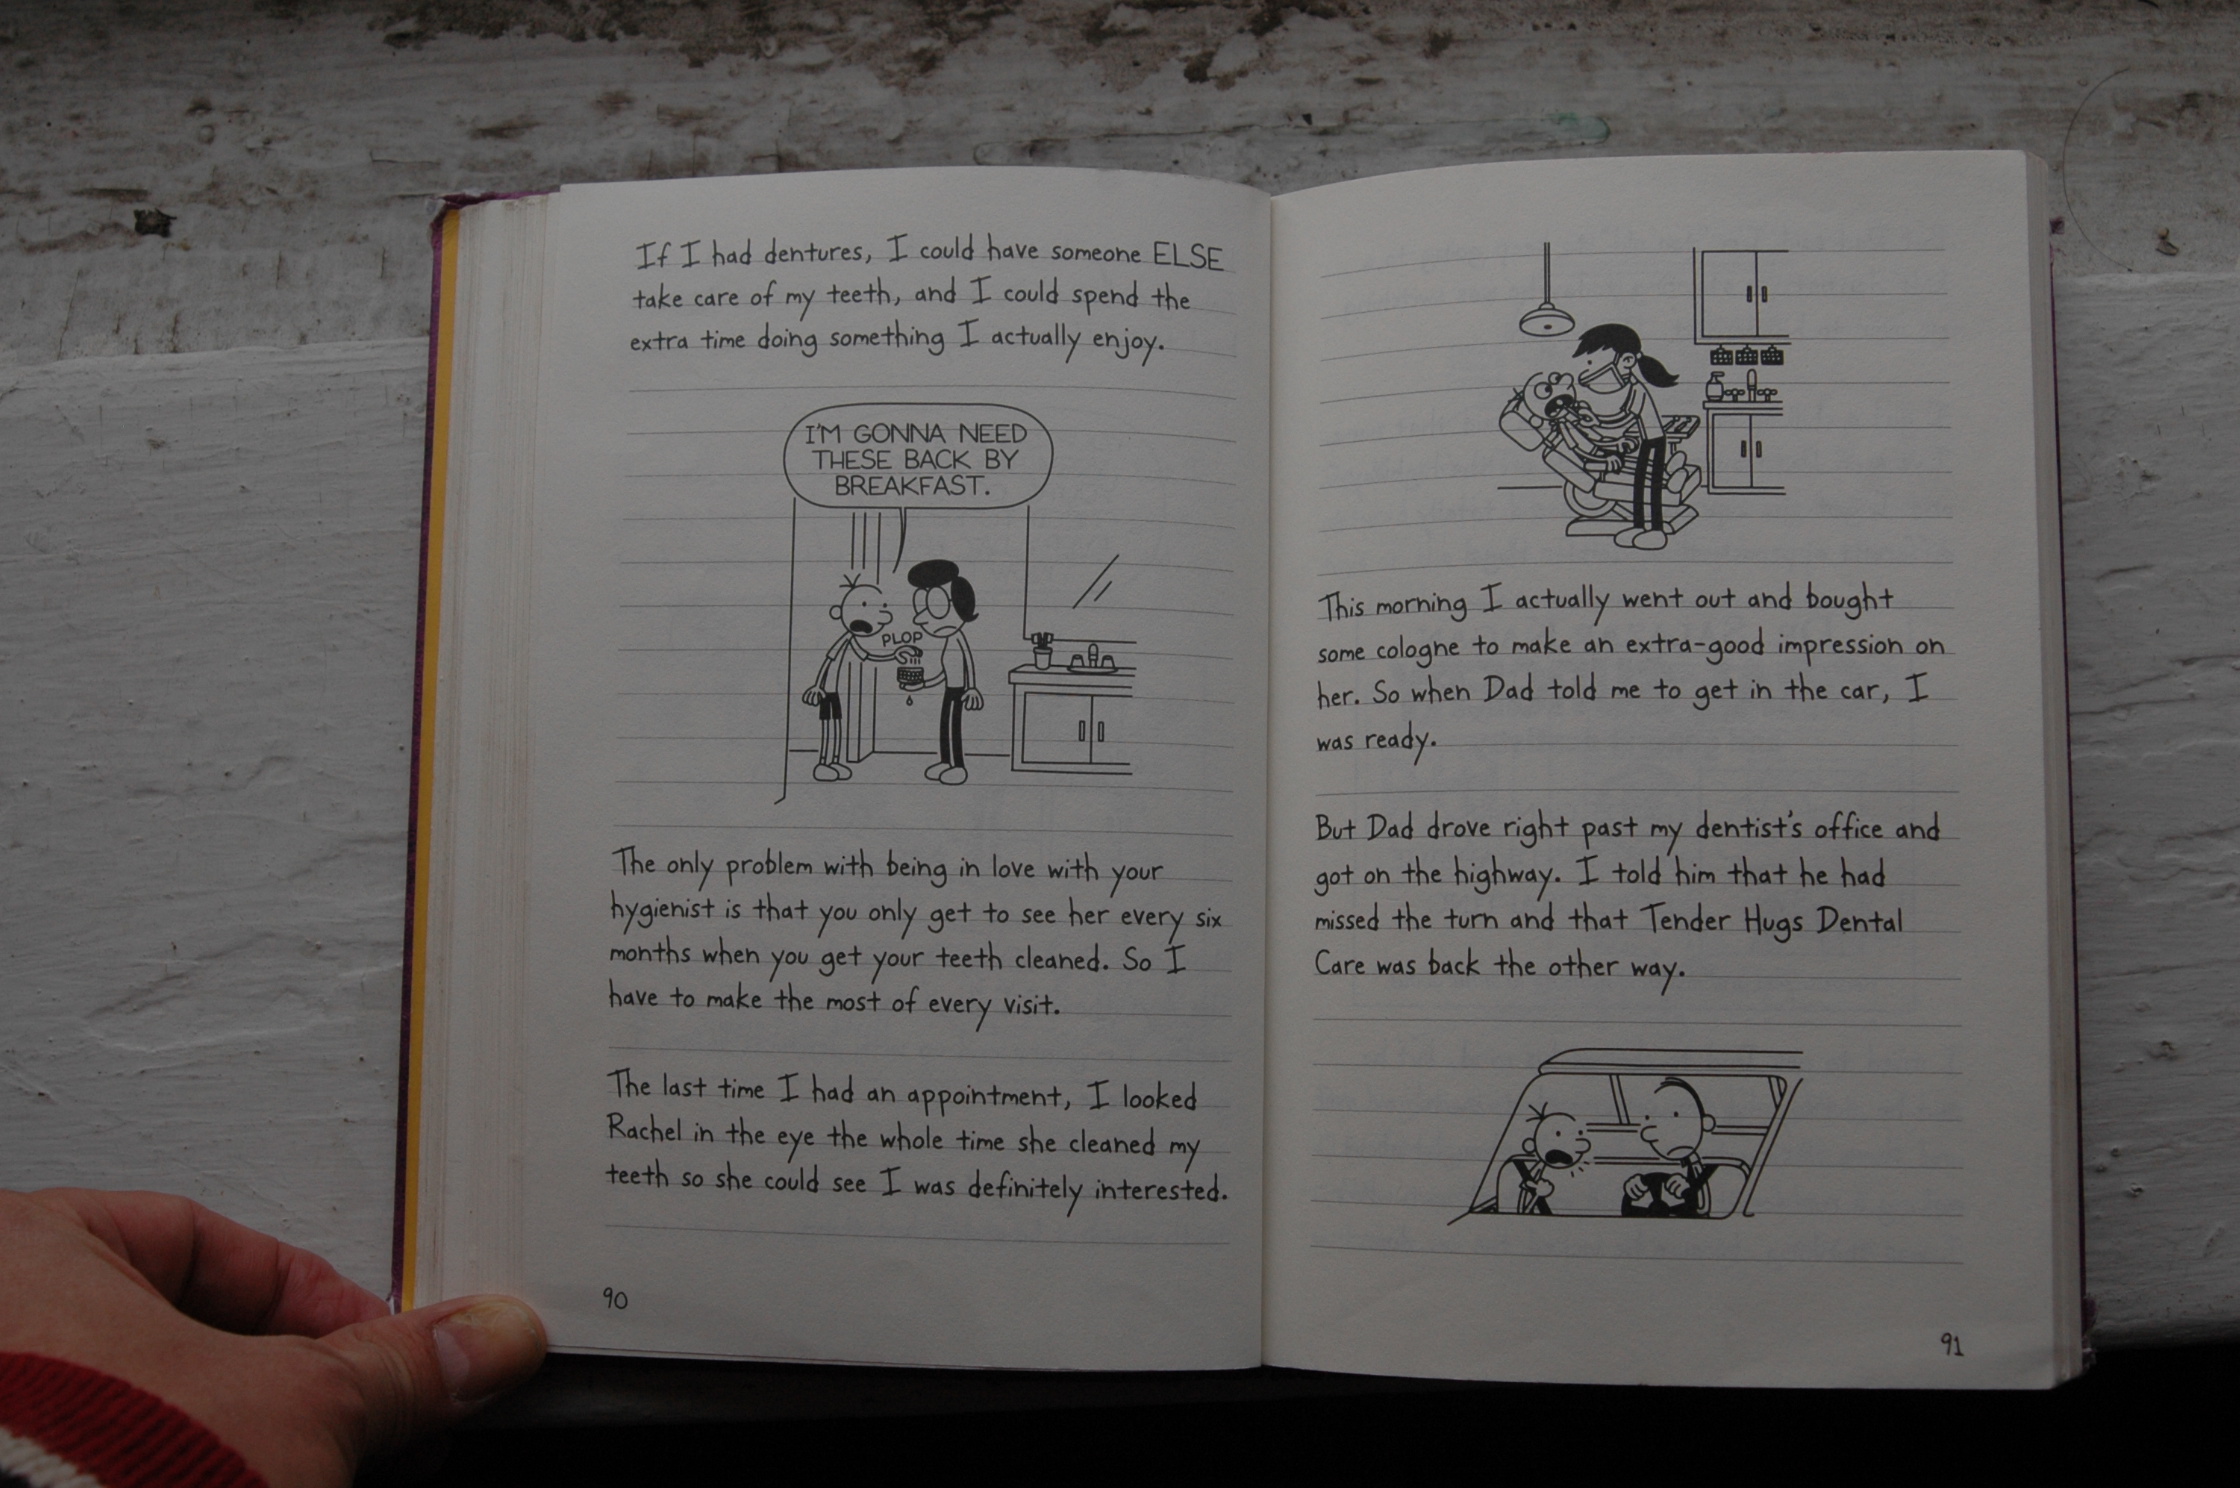 If I had dentures, I could have someone ELSE
take care of my teeth, and I could spend the
extra time doing something I actually enjoy.
I'M GONNA NEED
THESE BACK BY
BREAKFAST.
PLOP
The only problem with being in love with your
hygienist is that you only get to see her every six
months when you get your teeth cleaned. So I
have to make the most of every visit.
The last time I had an appointment, I looked
Rachel in the eye the whole time she cleaned my
teeth so she could see I was definitely interested.
90
This morning I actually went out and bought
some cologne to make an extra-good impression on
her. So when Dad told me to get in the car, I
was ready.
But Dad drove right past my dentist's office and
got on the highway. I told him that he had
missed the turn and that Tender Hugs Dental
Care was back the other way.
91